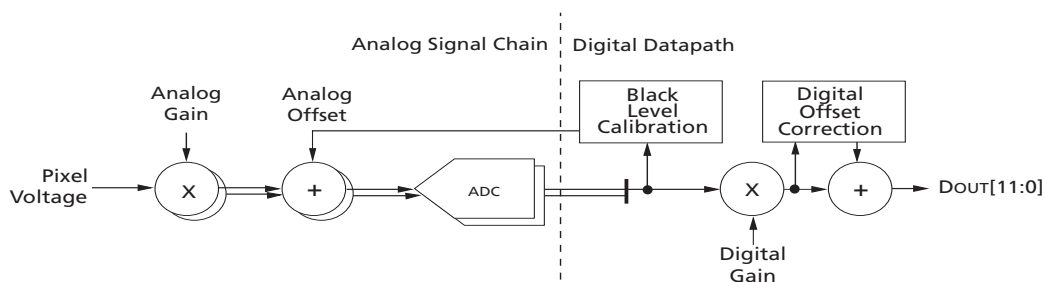 Analog Signal Chain
Digital Datapath
Analog
Gain
Analog
Offset
Black
Level
Calibration
Digital
Offset
Correction
Pixel
Voltage
X
+
ADC
X
+
DOUT[11:0]
Digital
Gain